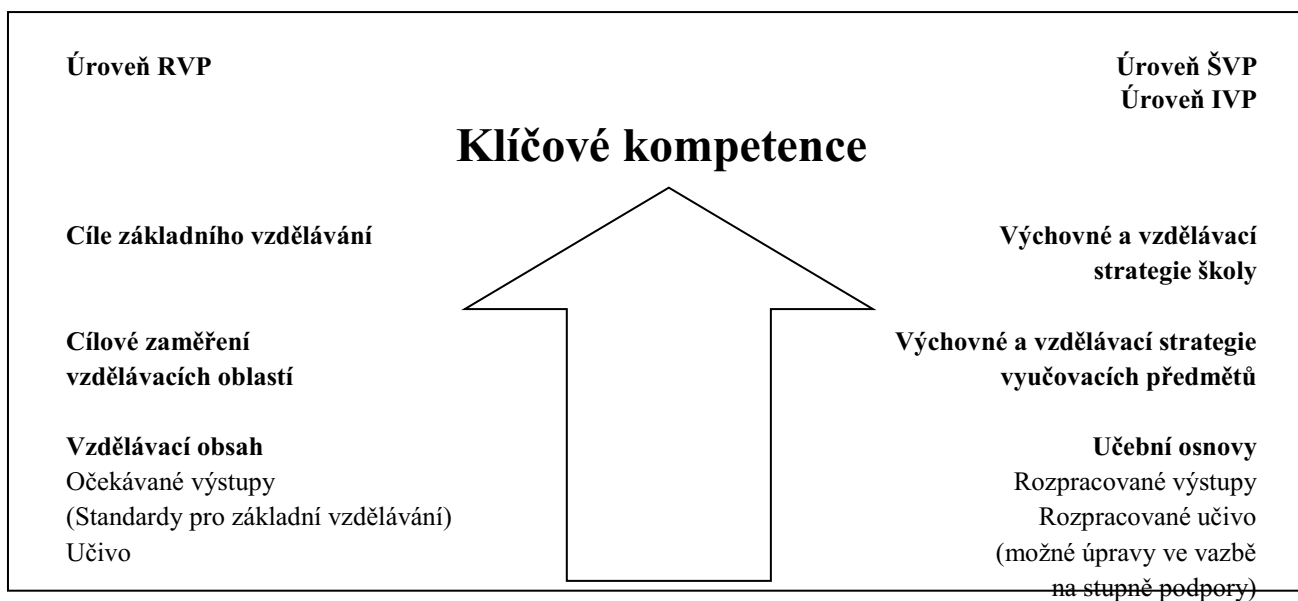 Úroveň RVP
Úroveň ŠVP
Úroveň IVP
Klíčové kompetence
Cíle základního vzdělávání
Výchovné a vzdělávací
strategie školy
Cílové zaměření
vzdělávacích oblastí
Výchovné a vzdělávací strategie
vyučovacích předmětů
Vzdělávací obsah
Očekávané výstupy
(Standardy pro základní vzdělávání)
Učivo
Učební osnovy
Rozpracované výstupy
Rozpracované učivo
(možné úpravy ve vazbě
na stupně podpory)